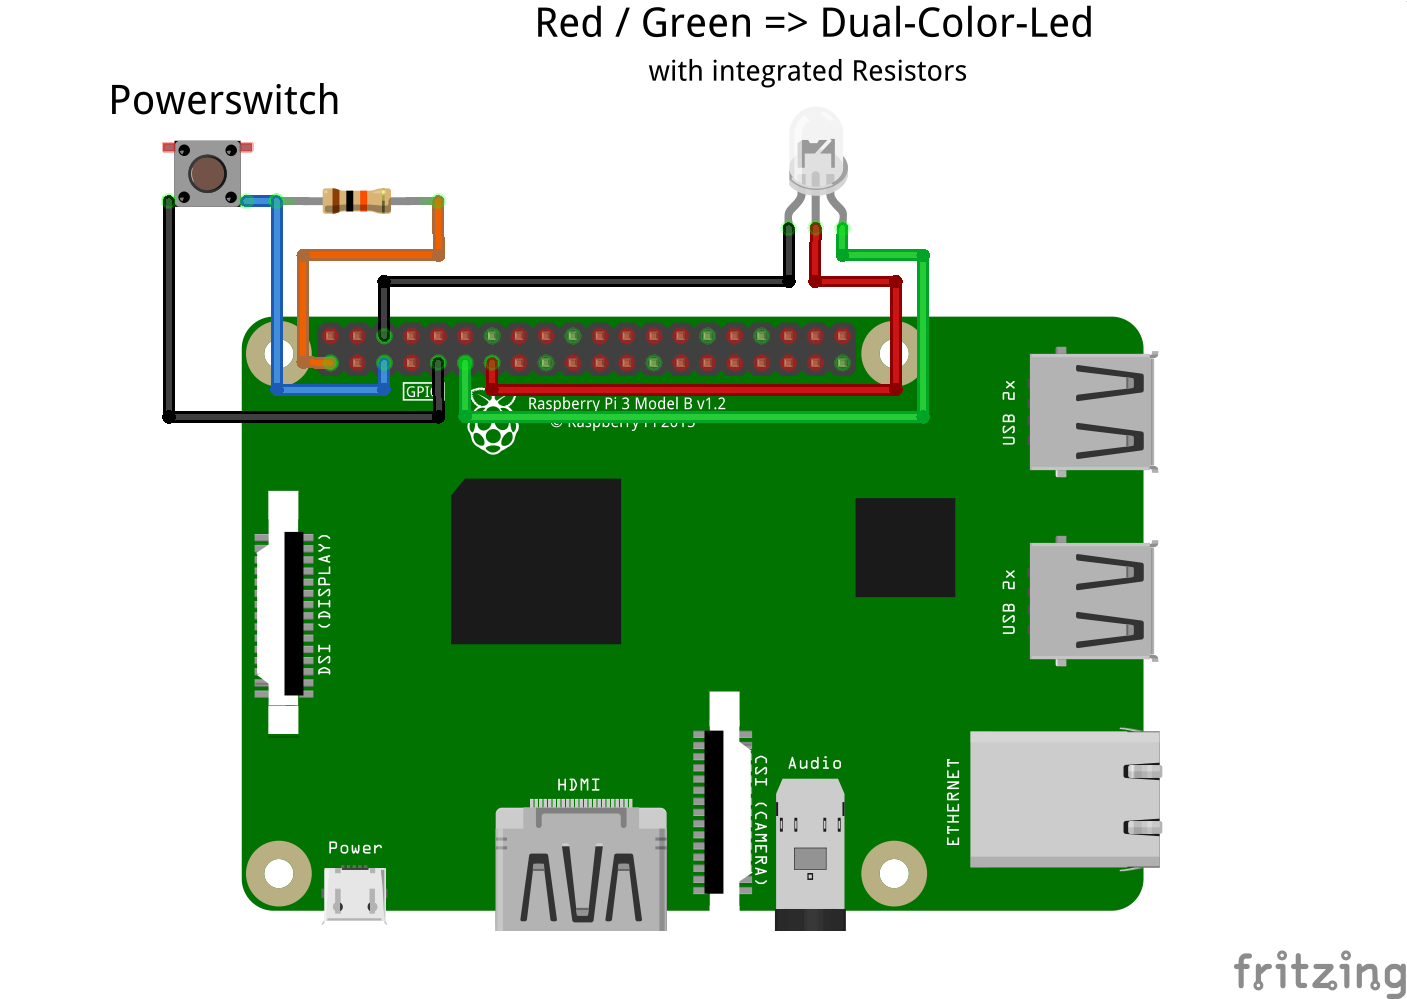 Red / Green => Dual-Color-Led
with integrated Resistors
Powerswitch
GPIO
Raspberry Pi 3 Model B v1.2
© Raspberry Pi 2015
USB 2x
DSI (DISPLAY)
USB 2x
HDMI
CSI (CAMERA)
Audio
ETHERNET
Power
fritzing